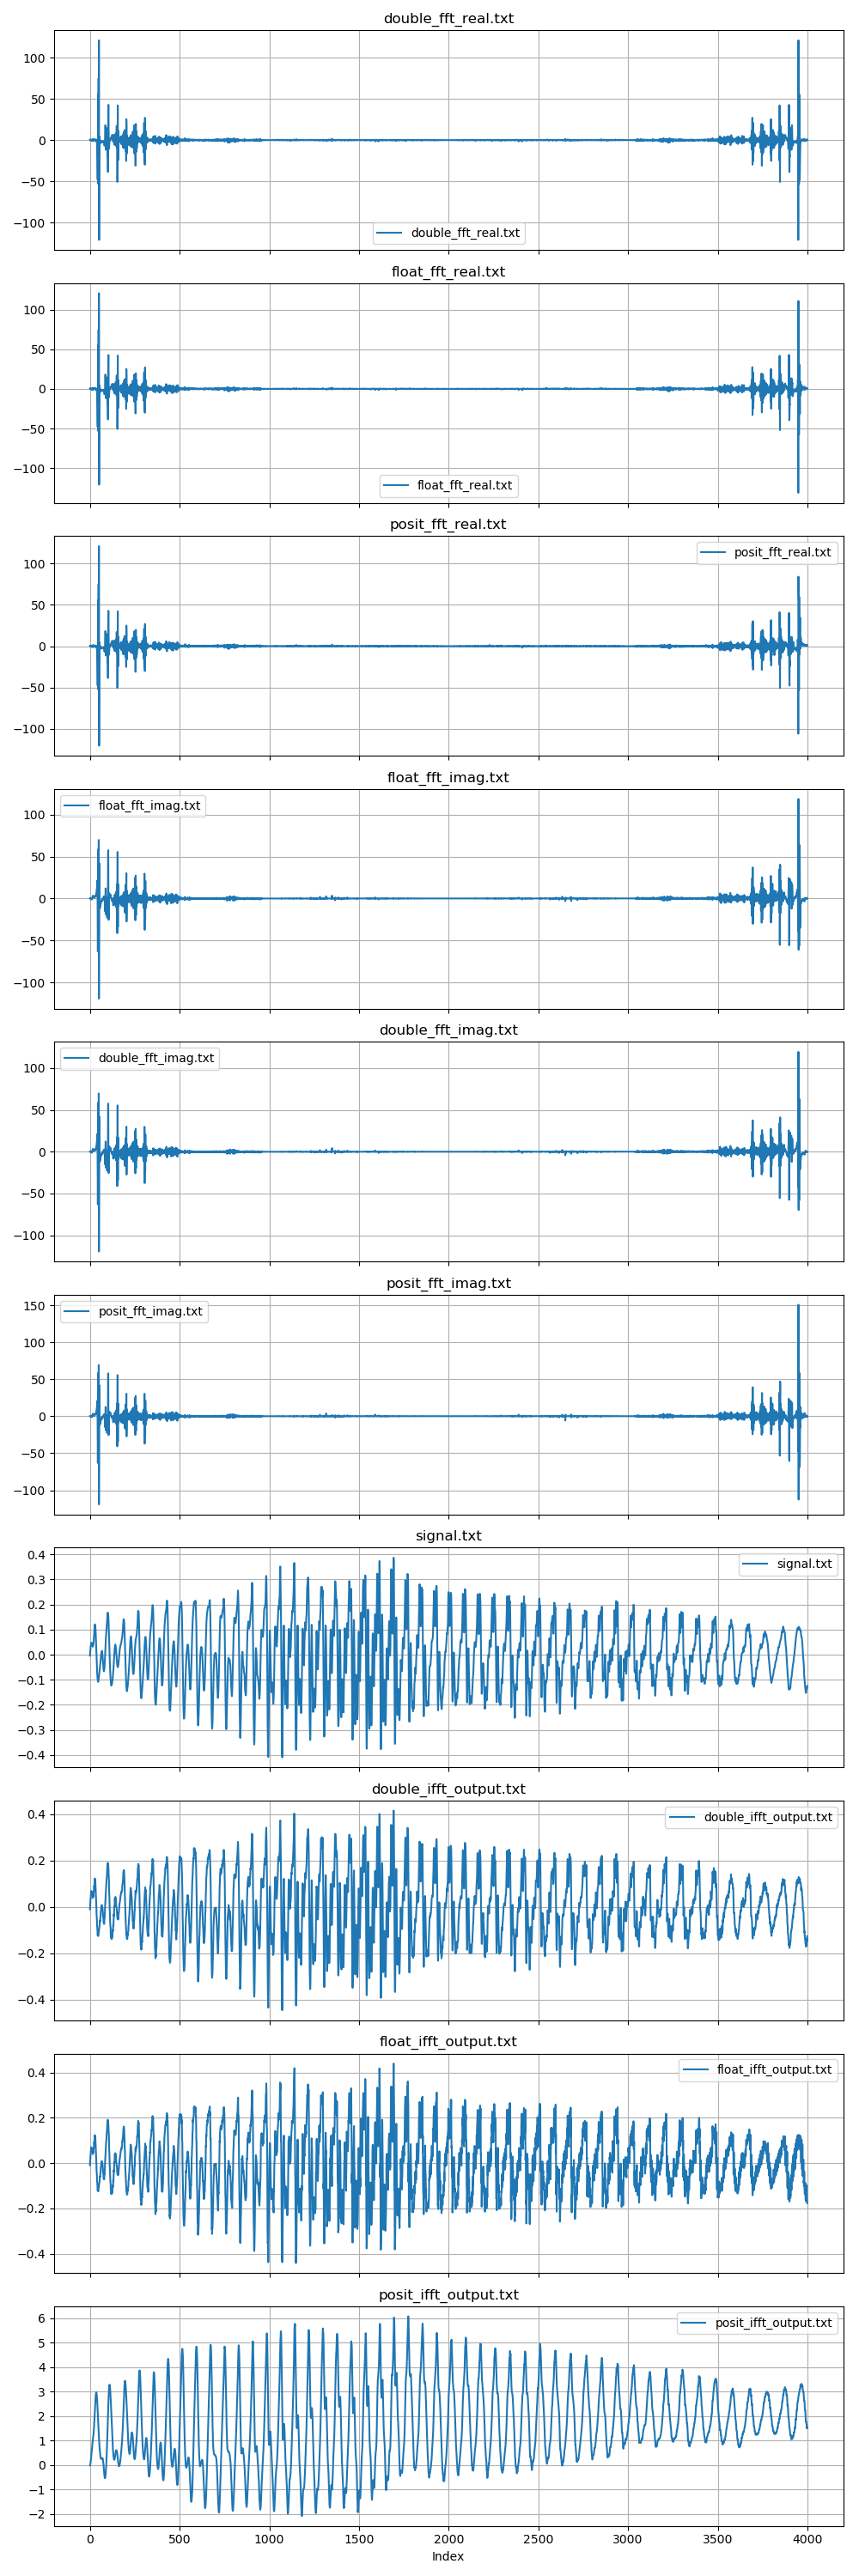 double_fft_real.txt
100
50
0
−50
−100
double_fft_real.txt
float_fft_real.txt
100
50
0
−50
−100
float_fft_real.txt
posit_fft_real.txt
posit_fft_real.txt
100
50
0
−50
−100
float_fft_imag.txt
float_fft_imag.txt
100
50
0
−50
−100
double_fft_imag.txt
double_fft_imag.txt
100
50
0
−50
−100
posit_fft_imag.txt
posit_fft_imag.txt
150
100
50
0
−50
−100
signal.txt
signal.txt
0.4
0.3
0.2
0.1
0.0
−0.1
−0.2
−0.3
−0.4
double_ifft_output.txt
double_ifft_output.txt
0.4
0.2
0.0
−0.2
−0.4
float_ifft_output.txt
float_ifft_output.txt
0.4
0.2
0.0
−0.2
−0.4
posit_ifft_output.txt
posit_ifft_output.txt
6
5
4
3
2
1
0
−1
−2
0 500 1000 1500 2000 2500 3000 3500 4000
Index